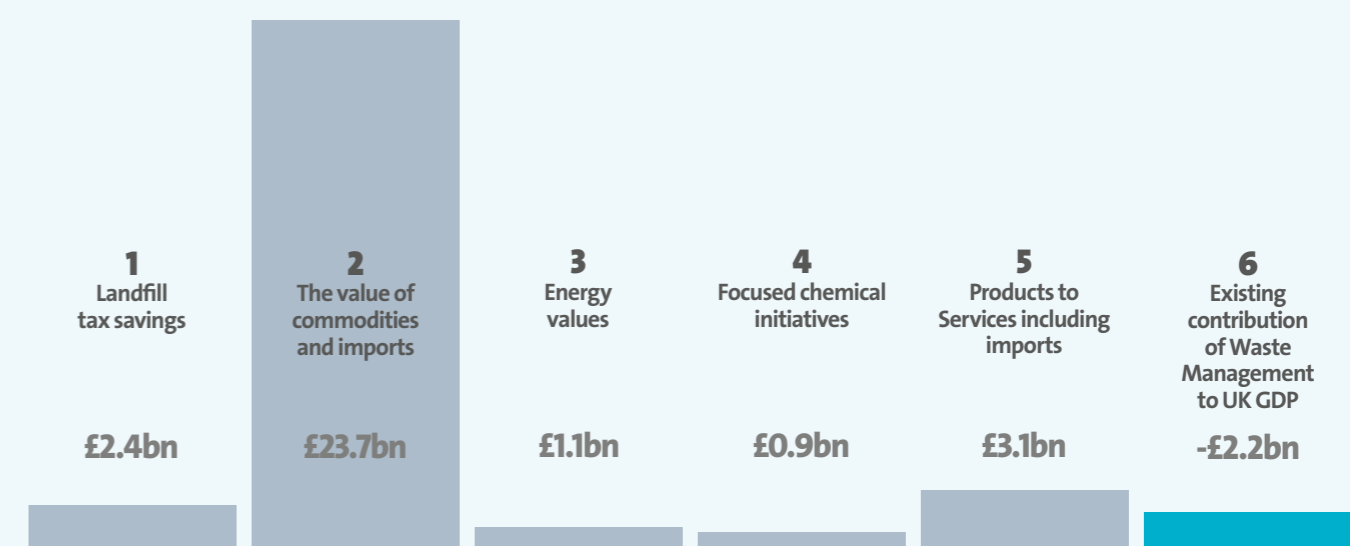 1
Landfill
tax savings
£2.4bn
2
The value of
commodities
and imports
£23.7bn
3
Energy
values
£1.1bn
4
Focused chemical
initiatives
£0.9bn
5
Products to
Services including
imports
£3.1bn
6
Existing
contribution
of Waste
Management
to UK GDP
-£2.2bn